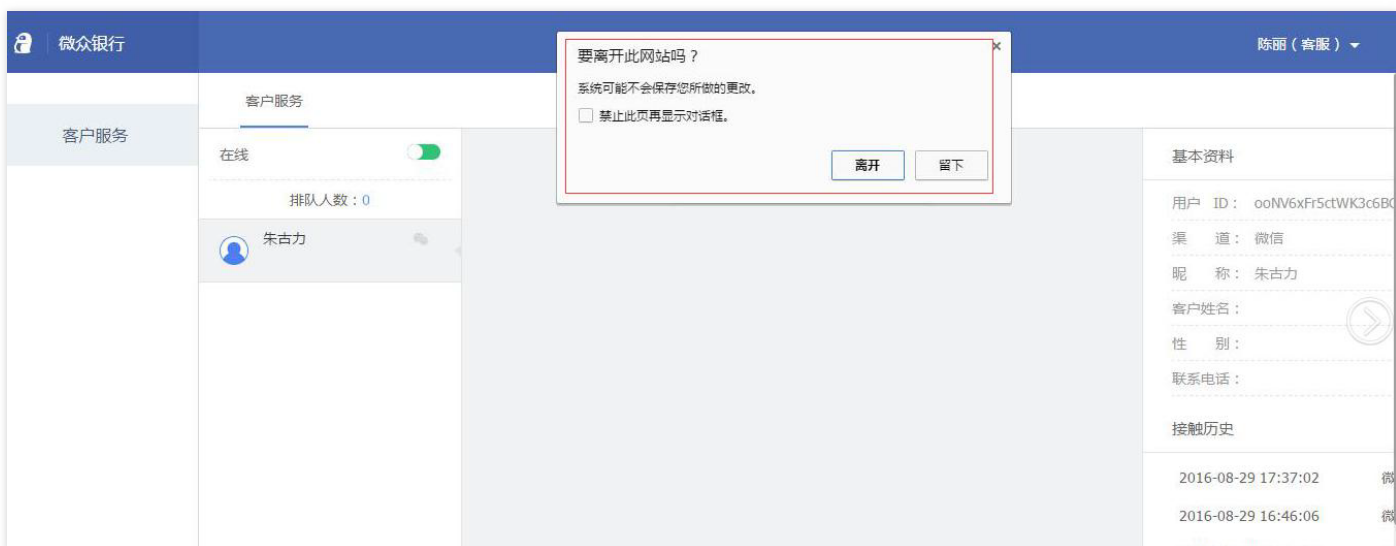 微众银行
陈丽（客服）
要离开此网站吗？
系统可能不会保存您所做的更改。
禁止此页再显示对话框。
离开 留下
客户服务
客户服务
在线
排队人数：0
朱古力
基本资料
用户 ID： ooNV6xFr5ctWK3c6B
渠 道： 微信
昵 称： 朱古力
客户姓名：
性 别：
联系电话：
接触历史
2016-08-29 17:37:02 微
2016-08-29 16:46:06 微